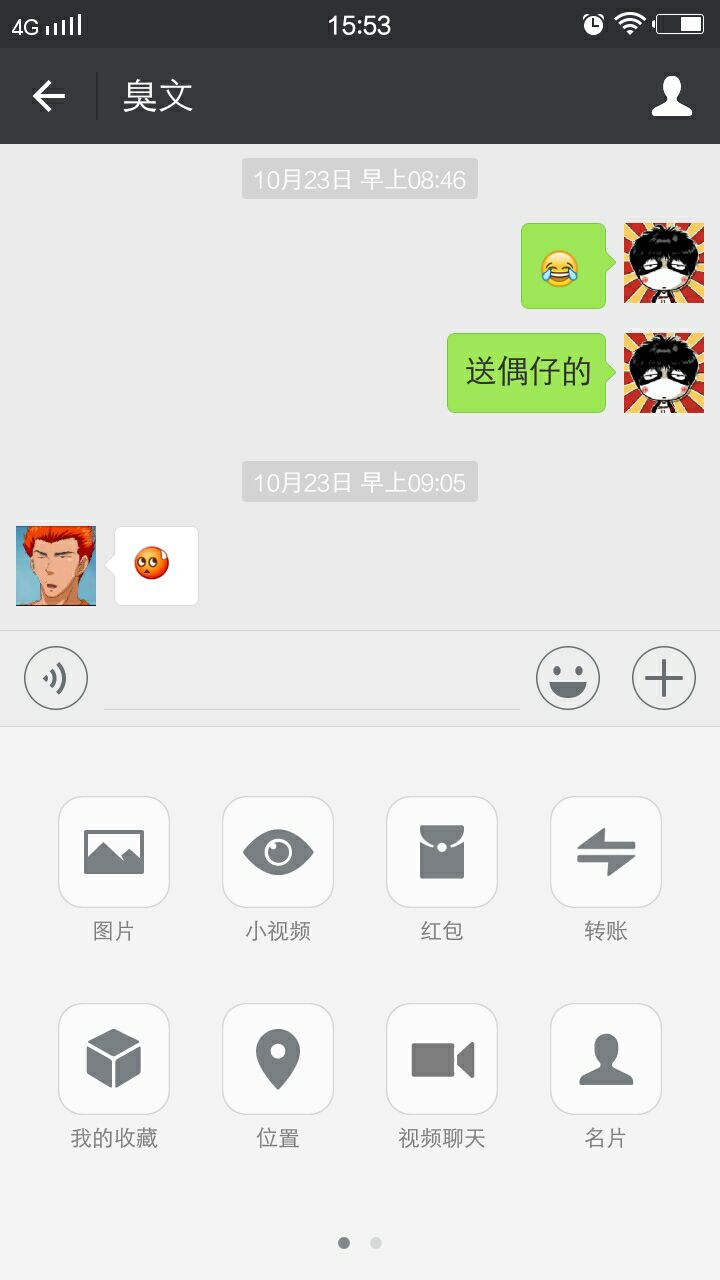 4G 15:53
臭文
10月23日 早上08:46
送偶仔的
10月23日 早上09:05
图片 小视频 红包 转账
我的收藏 位置 视频聊天 名片